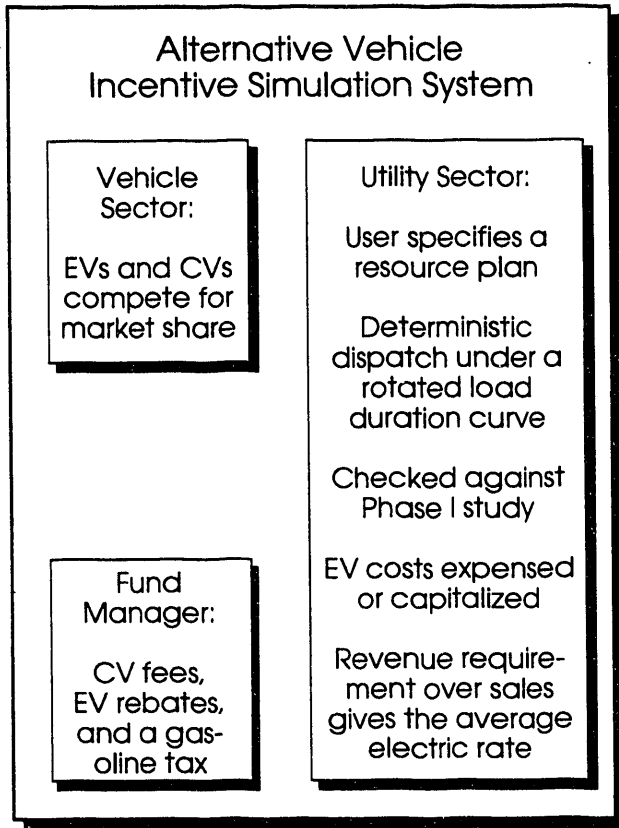 Alternative Vehicle
Incentive Simulation System
Vehicle
Sector:
EVs and CVs
compete for
market share
Fund
Manager:
CV fees,
EV rebates,
and a gas-
oline tax
Utility Sector:
User specifies a
resource plan
Deterministic
dispatch under a
rotated load
duration curve
Checked against
Phase I study
EV costs expensed
or capitalized
Revenue require-
ment over sales
gives the average
electric rate